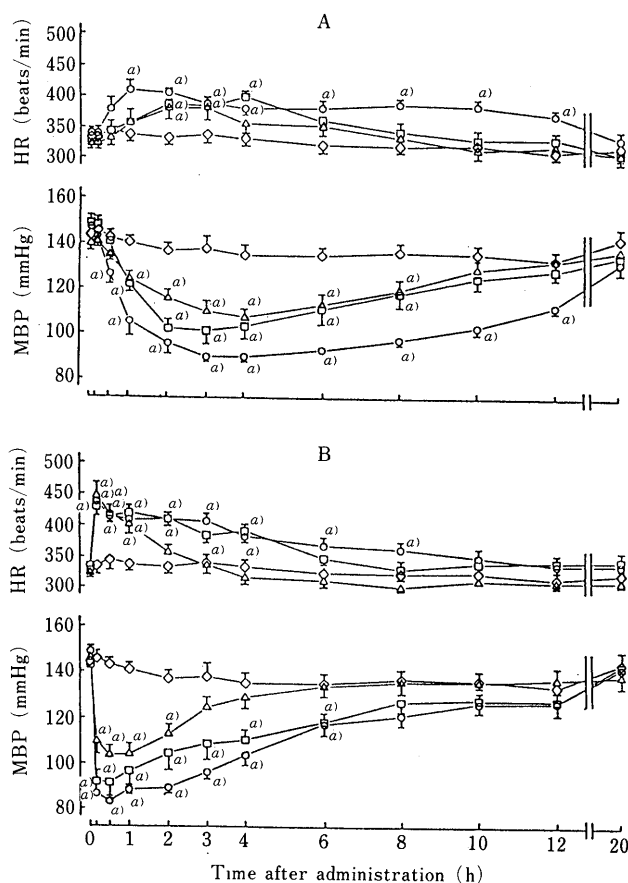 A
HR (beats/min)
500
450
400
350
300
a) a) a) a) a) a) a) a)
a) a) a)
MBP (mmHg)
160
140
120
100
80
a) a) a) a) a) a) a)
a) a) a) a) a)
a) a) a) a) a) a) a) a)
B
HR (beats/min)
500
450
400
350
300
a) a) a) a) a) a) a) a) a)
a) a)
MBP (mmHg)
160
140
120
100
80
a) a) a) a) a)
a) a) a) a) a) a)
0 1 2 3 4 6 8 10 12 20
Time after administration (h)